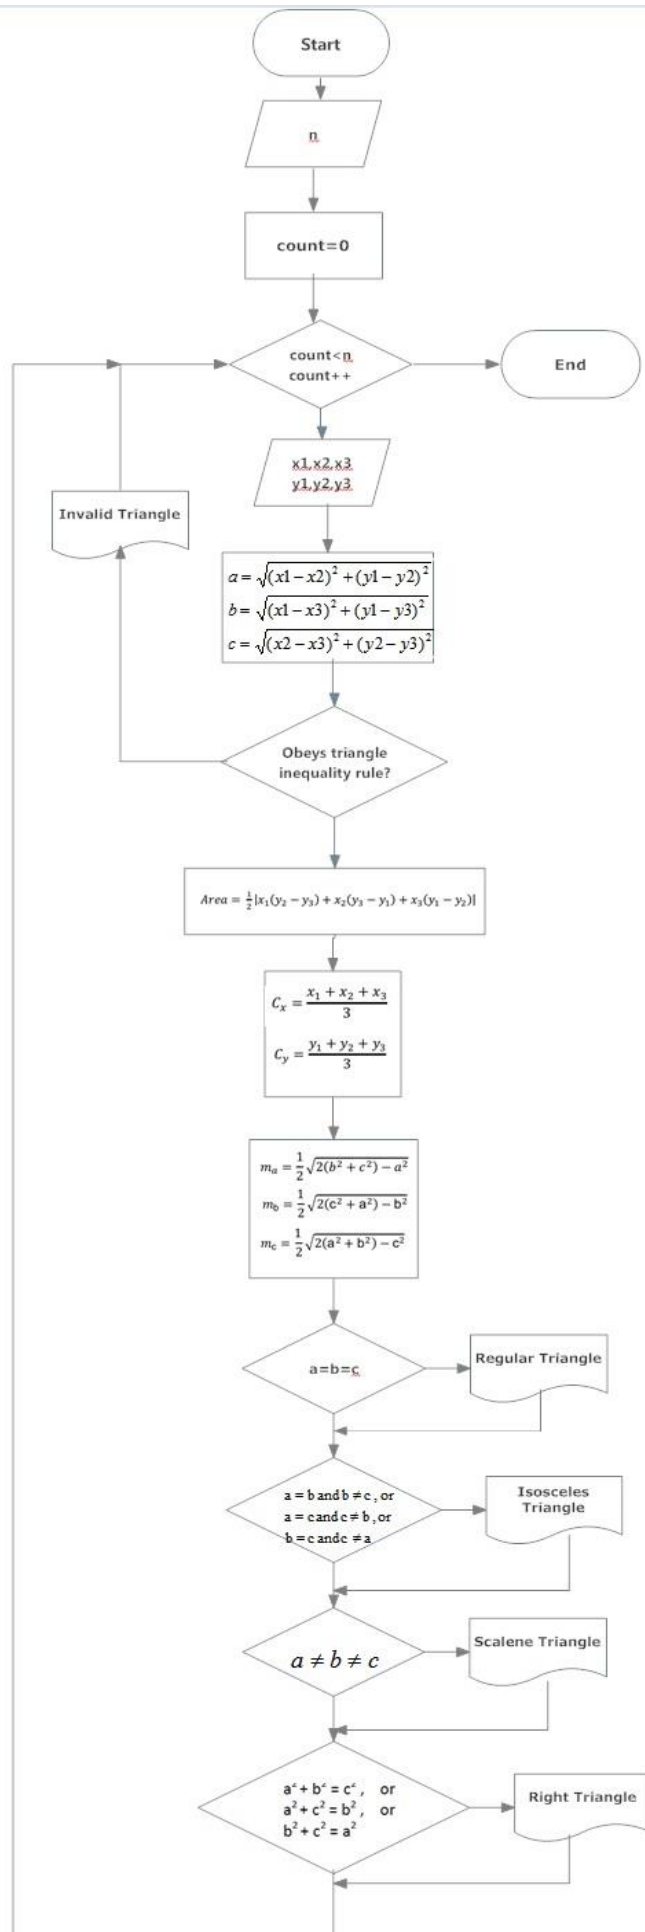 Start
n
count=0
count<n
count++
End
x1,x2,x3
y1,y2,y3
Invalid Triangle
a = √(x1−x2)² +(y1−y2)²
b = √(x1−x3)² +(y1−y3)²
c = √(x2−x3)² +(y2−y3)²
Obeys triangle
inequality rule?
Area = ½|x₁(y₂ − y₃) + x₂(y₃ − y₁) + x₃(y₁ − y₂)|
Cₓ = x₁ + x₂ + x₃ / 3
C_y = y₁ + y₂ + y₃ / 3
mₐ = ½√2(b² + c²) − a²
m_b = ½√2(c² + a²) − b²
m_c = ½√2(a² + b²) − c²
a=b=c
Regular Triangle
a = b and b ≠ c , or
a = c and c ≠ b , or
b = c and c ≠ a
Isosceles
Triangle
a ≠ b ≠ c
Scalene Triangle
a² + b² = c² , or
a² + c² = b² , or
b² + c² = a²
Right Triangle